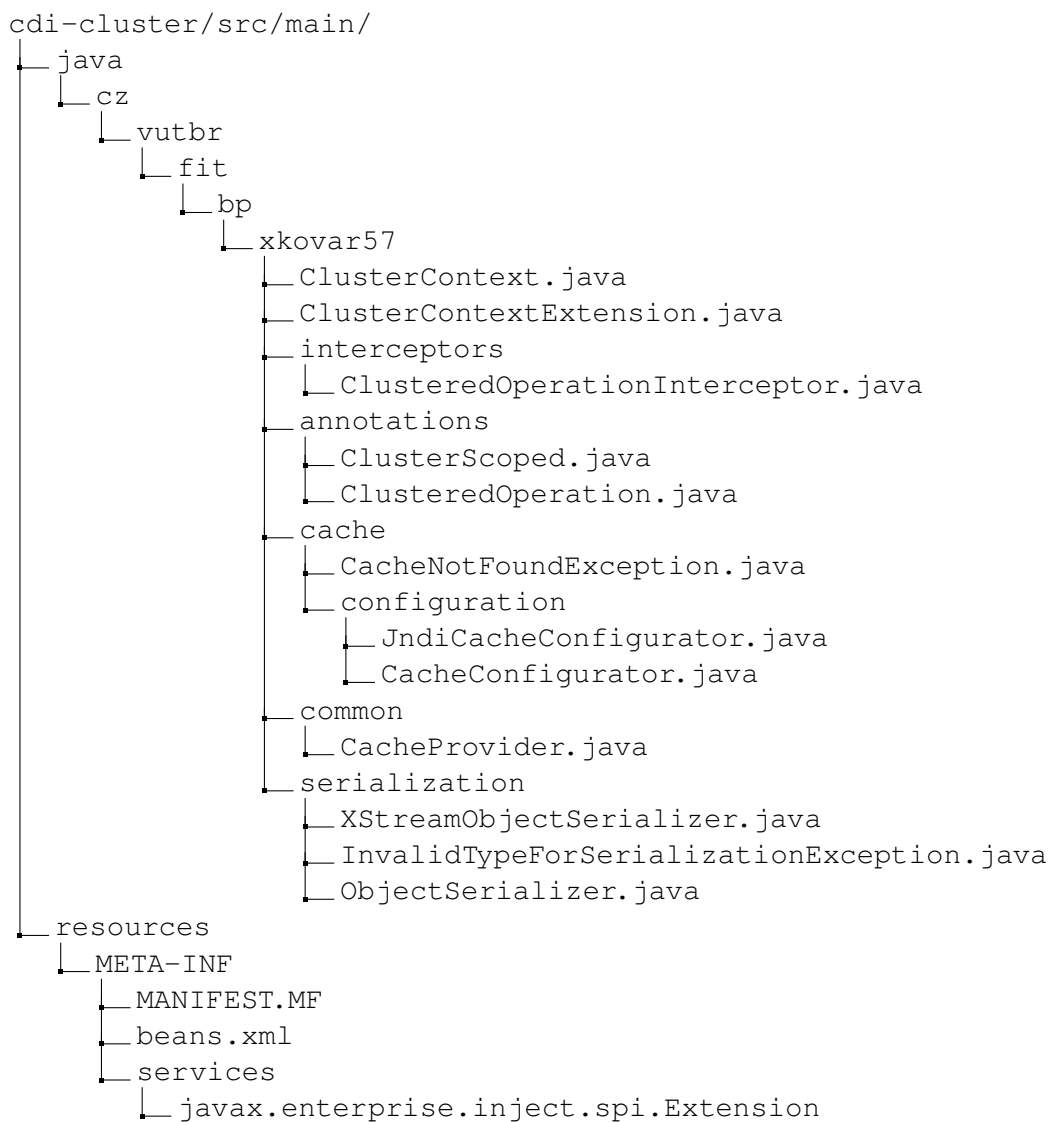 cdi-cluster/src/main/
java
cz
vutbr
fit
bp
xkovar57
ClusterContext.java
ClusterContextExtension.java
interceptors
ClusteredOperationInterceptor.java
annotations
ClusterScoped.java
ClusteredOperation.java
cache
CacheNotFoundException.java
configuration
JndiCacheConfigurator.java
CacheConfigurator.java
common
CacheProvider.java
serialization
XStreamObjectSerializer.java
InvalidTypeForSerializationException.java
ObjectSerializer.java
resources
META-INF
MANIFEST.MF
beans.xml
services
javax.enterprise.inject.spi.Extension